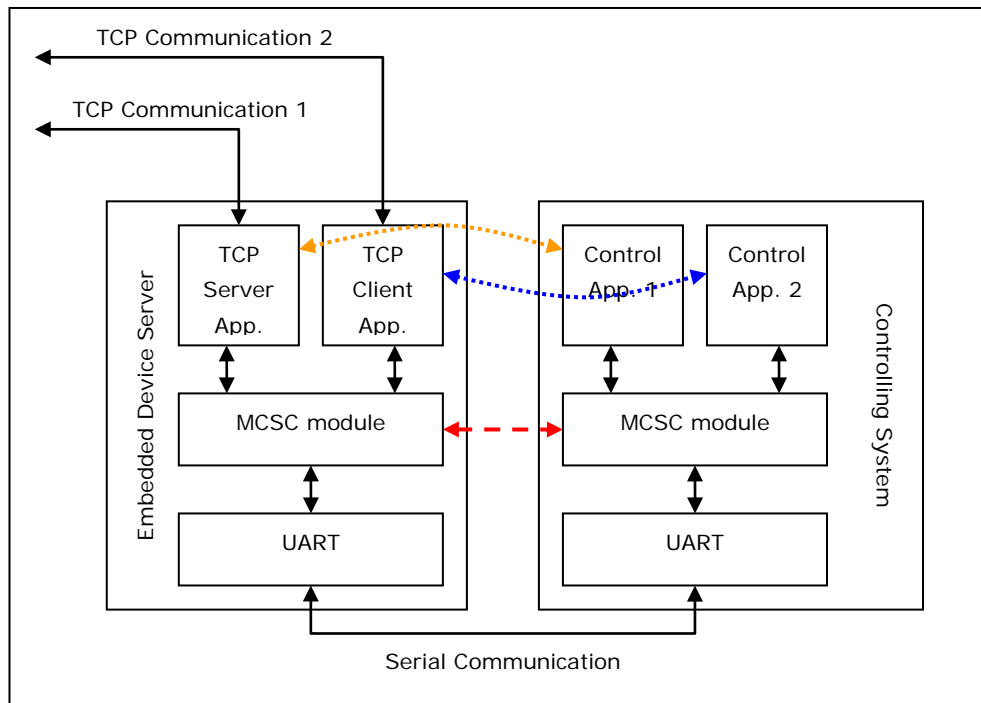 TCP Communication 2
TCP Communication 1
Embedded Device Server
TCP
Server
App.
TCP
Client
App.
MCSC module
UART
Control
App. 1
Control
App. 2
MCSC module
UART
Controlling System
Serial Communication